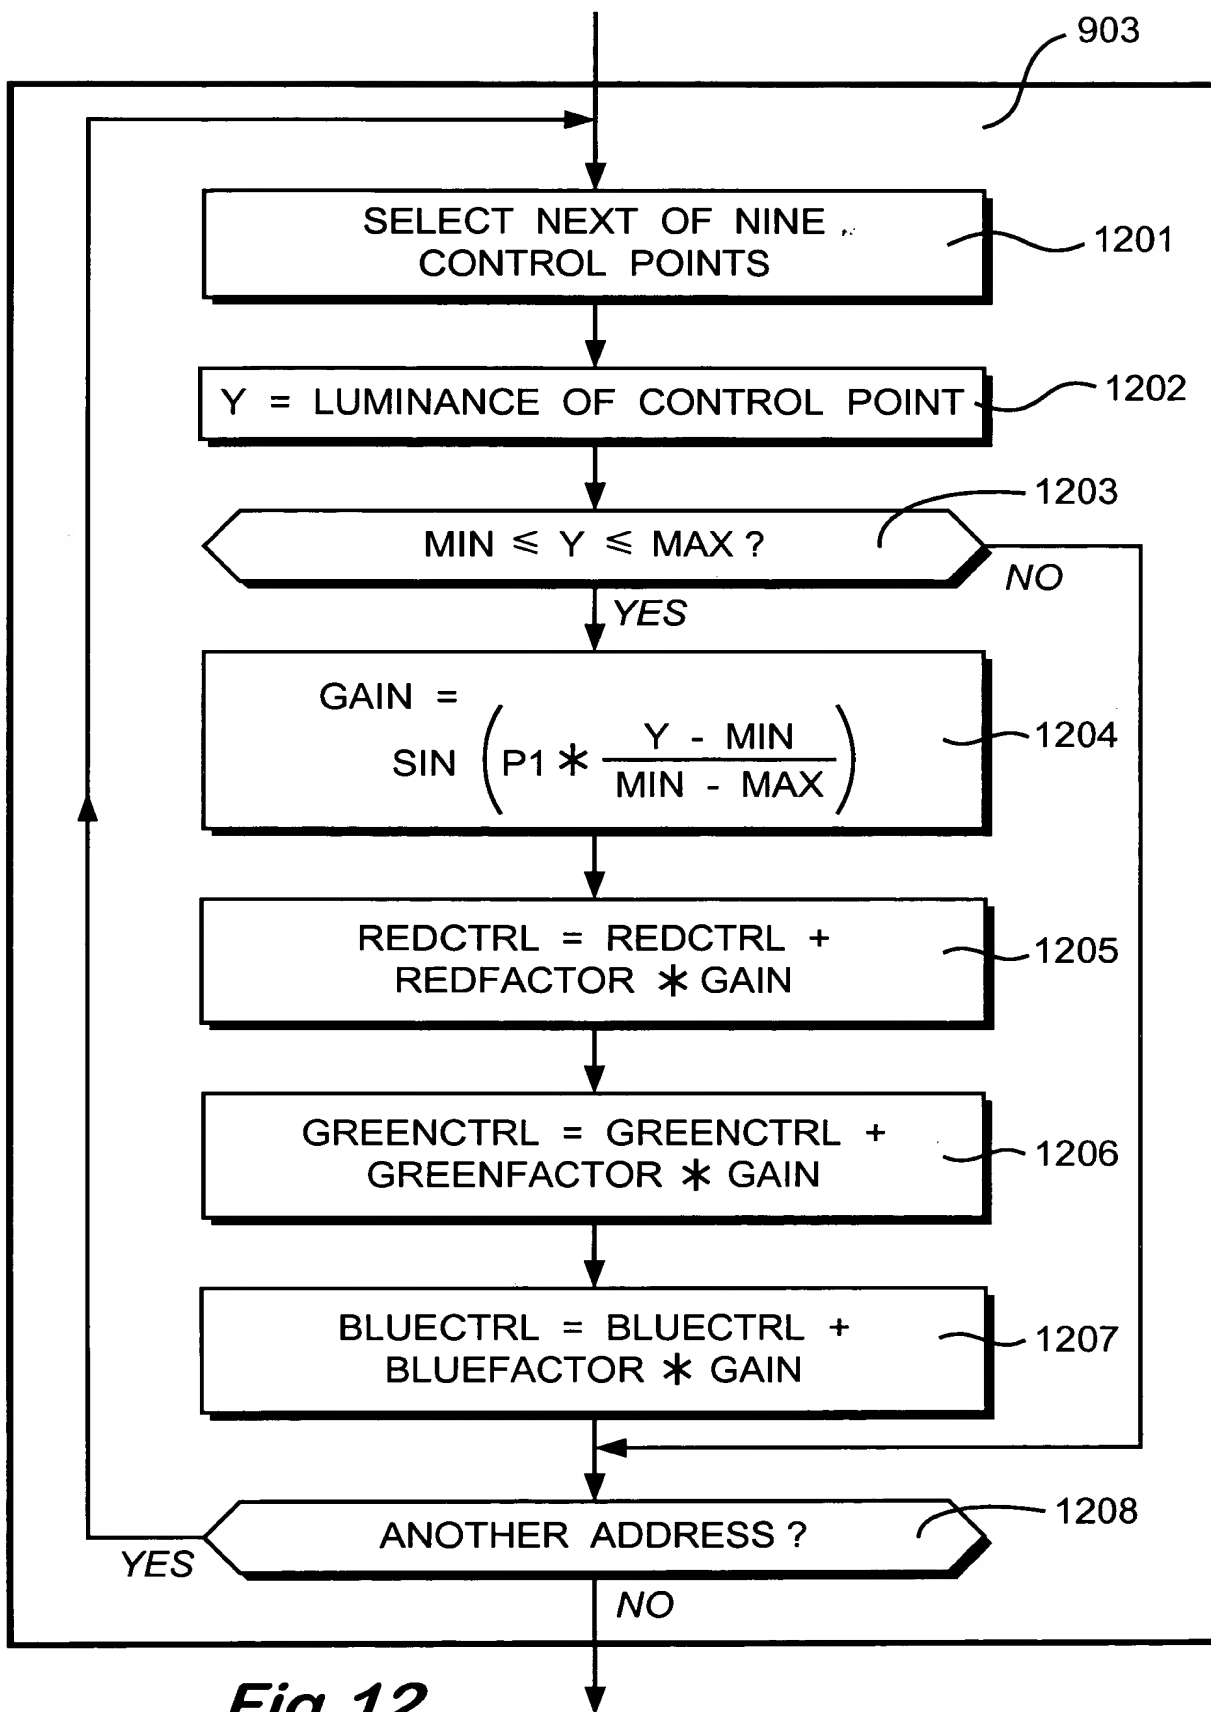 903
SELECT NEXT OF NINE
CONTROL POINTS
1201
Y = LUMINANCE OF CONTROL POINT
1202
1203
MIN ≤ Y ≤ MAX ?
NO
YES
GAIN =
SIN ( P1 * Y - MIN / MIN - MAX )
1204
REDCTRL = REDCTRL +
REDFACTOR * GAIN
1205
GREENCTRL = GREENCTRL +
GREENFACTOR * GAIN
1206
BLUECTRL = BLUECTRL +
BLUEFACTOR * GAIN
1207
ANOTHER ADDRESS ?
1208
YES
NO
Fig 12